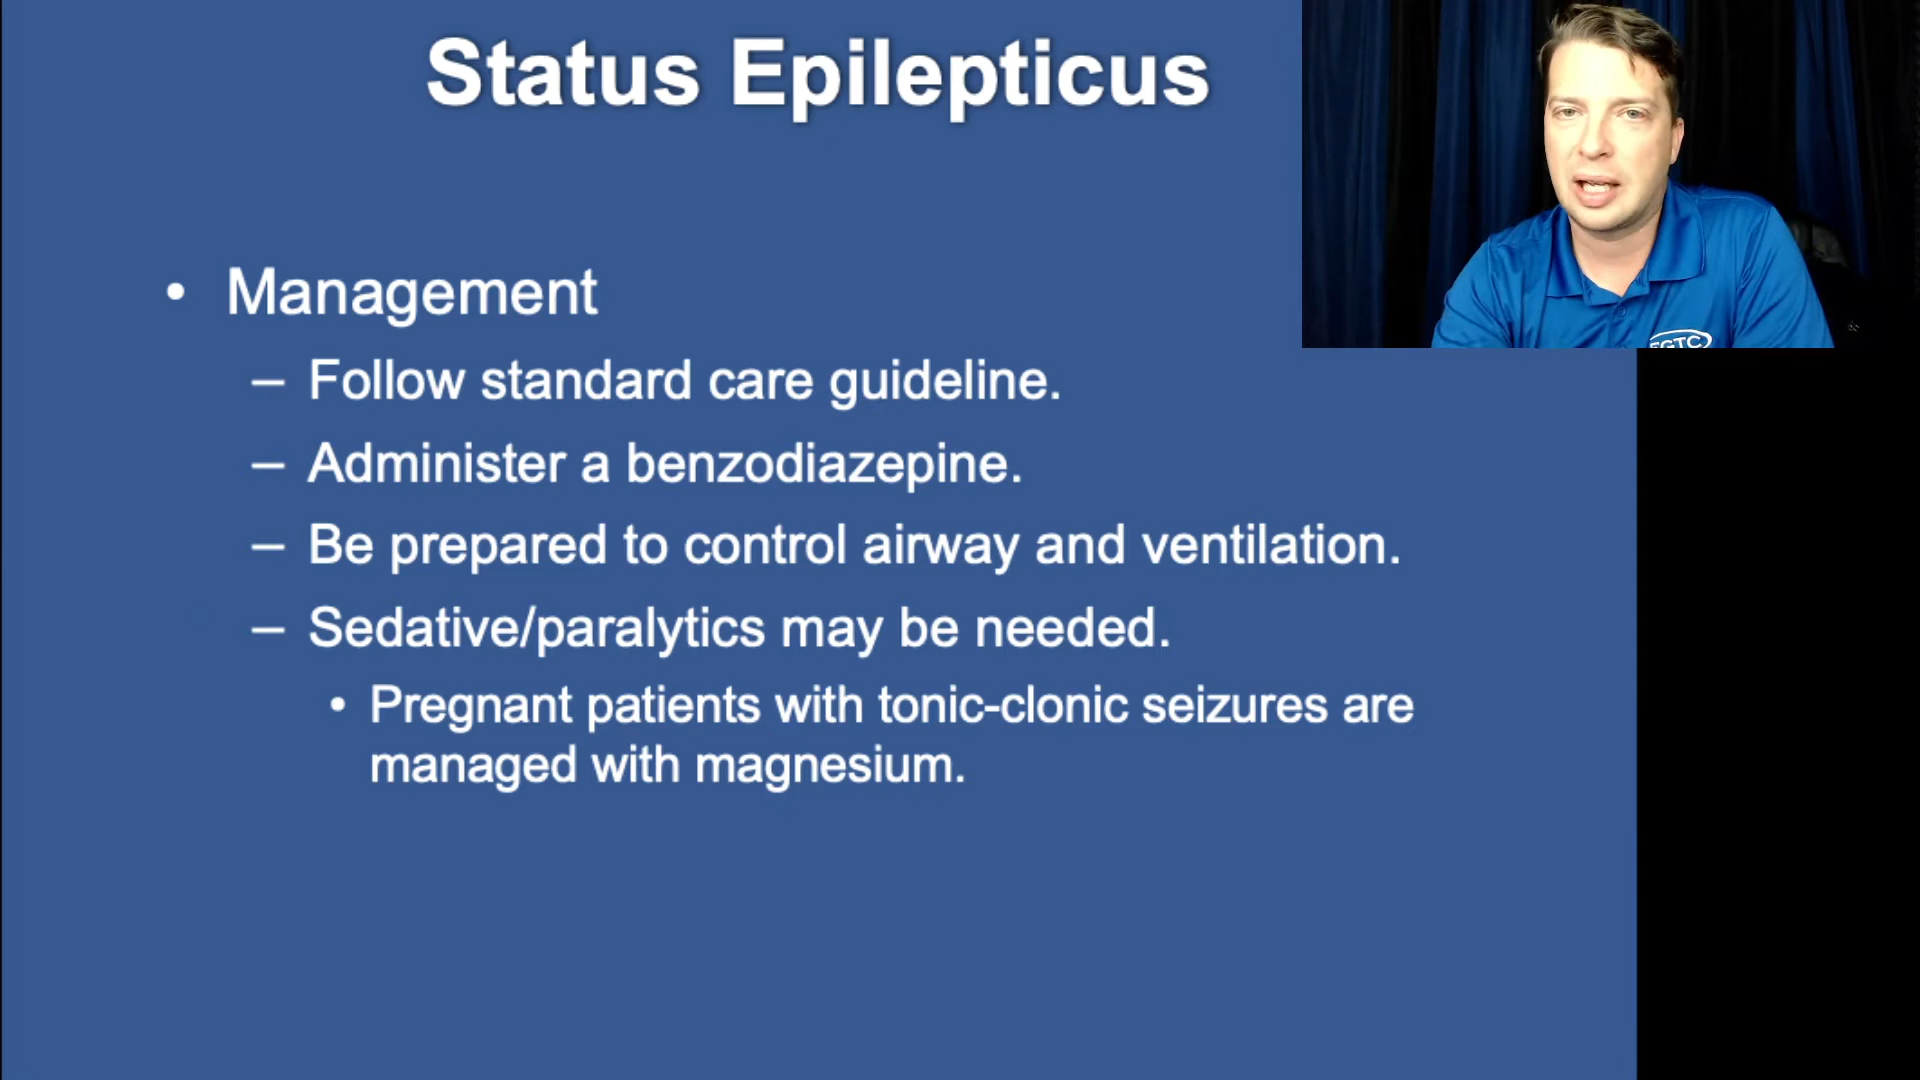 Status Epilepticus
• Management
– Follow standard care guideline.
– Administer a benzodiazepine.
– Be prepared to control airway and ventilation.
– Sedative/paralytics may be needed.
• Pregnant patients with tonic-clonic seizures are
managed with magnesium.